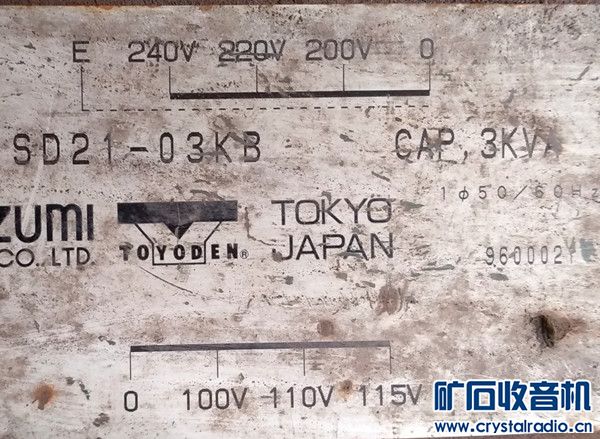 E 240V 220V 200V 0
SD21-03KB CAP. 3KVA
1φ50/60Hz
ZUMI
CO., LTD.
TOYODEN®
TOKYO
JAPAN
960002
0 100V 110V 115V
矿石收音机
www.crystalradio.cn